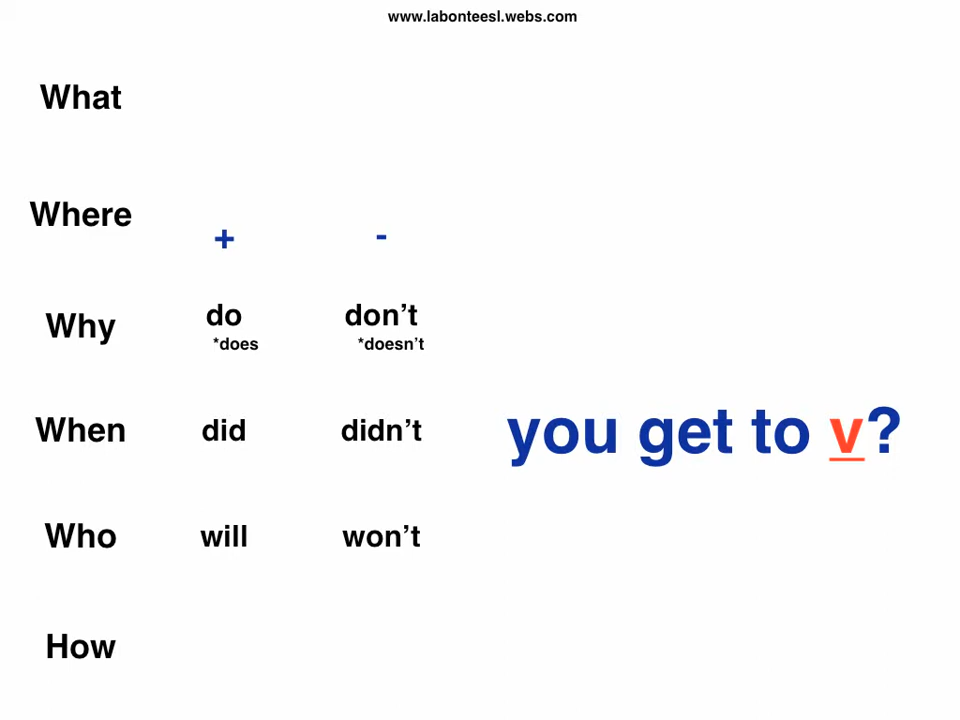 www.labonteesl.webs.com
What
Where
+ -
Why do don't
*does *doesn't
When did didn't you get to v?
Who will won't
How